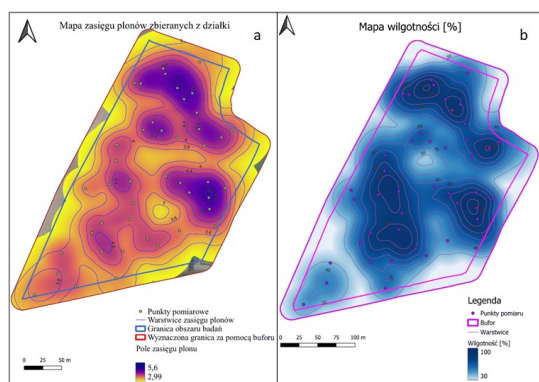 Mapa zasięgu plonów zbieranych z działki
a
Punkty pomiarowe
Warstwice zasięgu plonów
Granica obszaru badań
Wyznaczona granica za pomocą buforu
Pole zasięgu plonu
5,6
2,99
0 25 50 m
Mapa wilgotności [%]
b
Legenda
Punkty pomiaru
Bufor
Warstwice
Wilgotność [%]
100
30
0 50 100 m